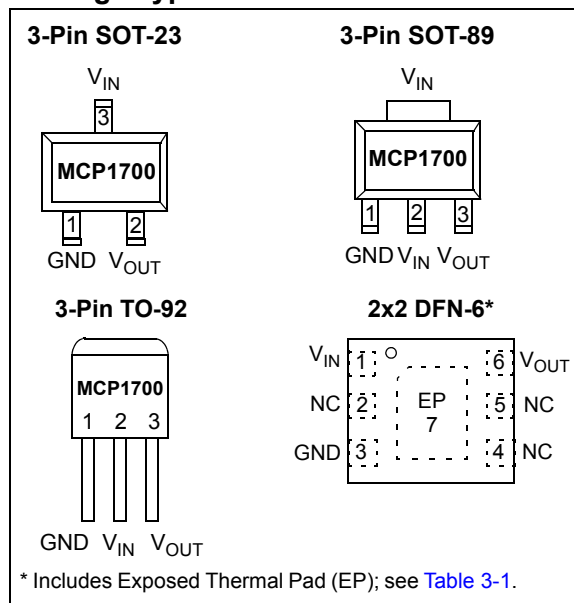 3-Pin SOT-23
V_IN
3
MCP1700
1 2
GND V_OUT
3-Pin SOT-89
V_IN
MCP1700
1 2 3
GND V_IN V_OUT
3-Pin TO-92
MCP1700
1 2 3
GND V_IN V_OUT
2x2 DFN-6*
V_IN 1 6 V_OUT
NC 2 EP 5 NC
7
GND 3 4 NC
* Includes Exposed Thermal Pad (EP); see Table 3-1.